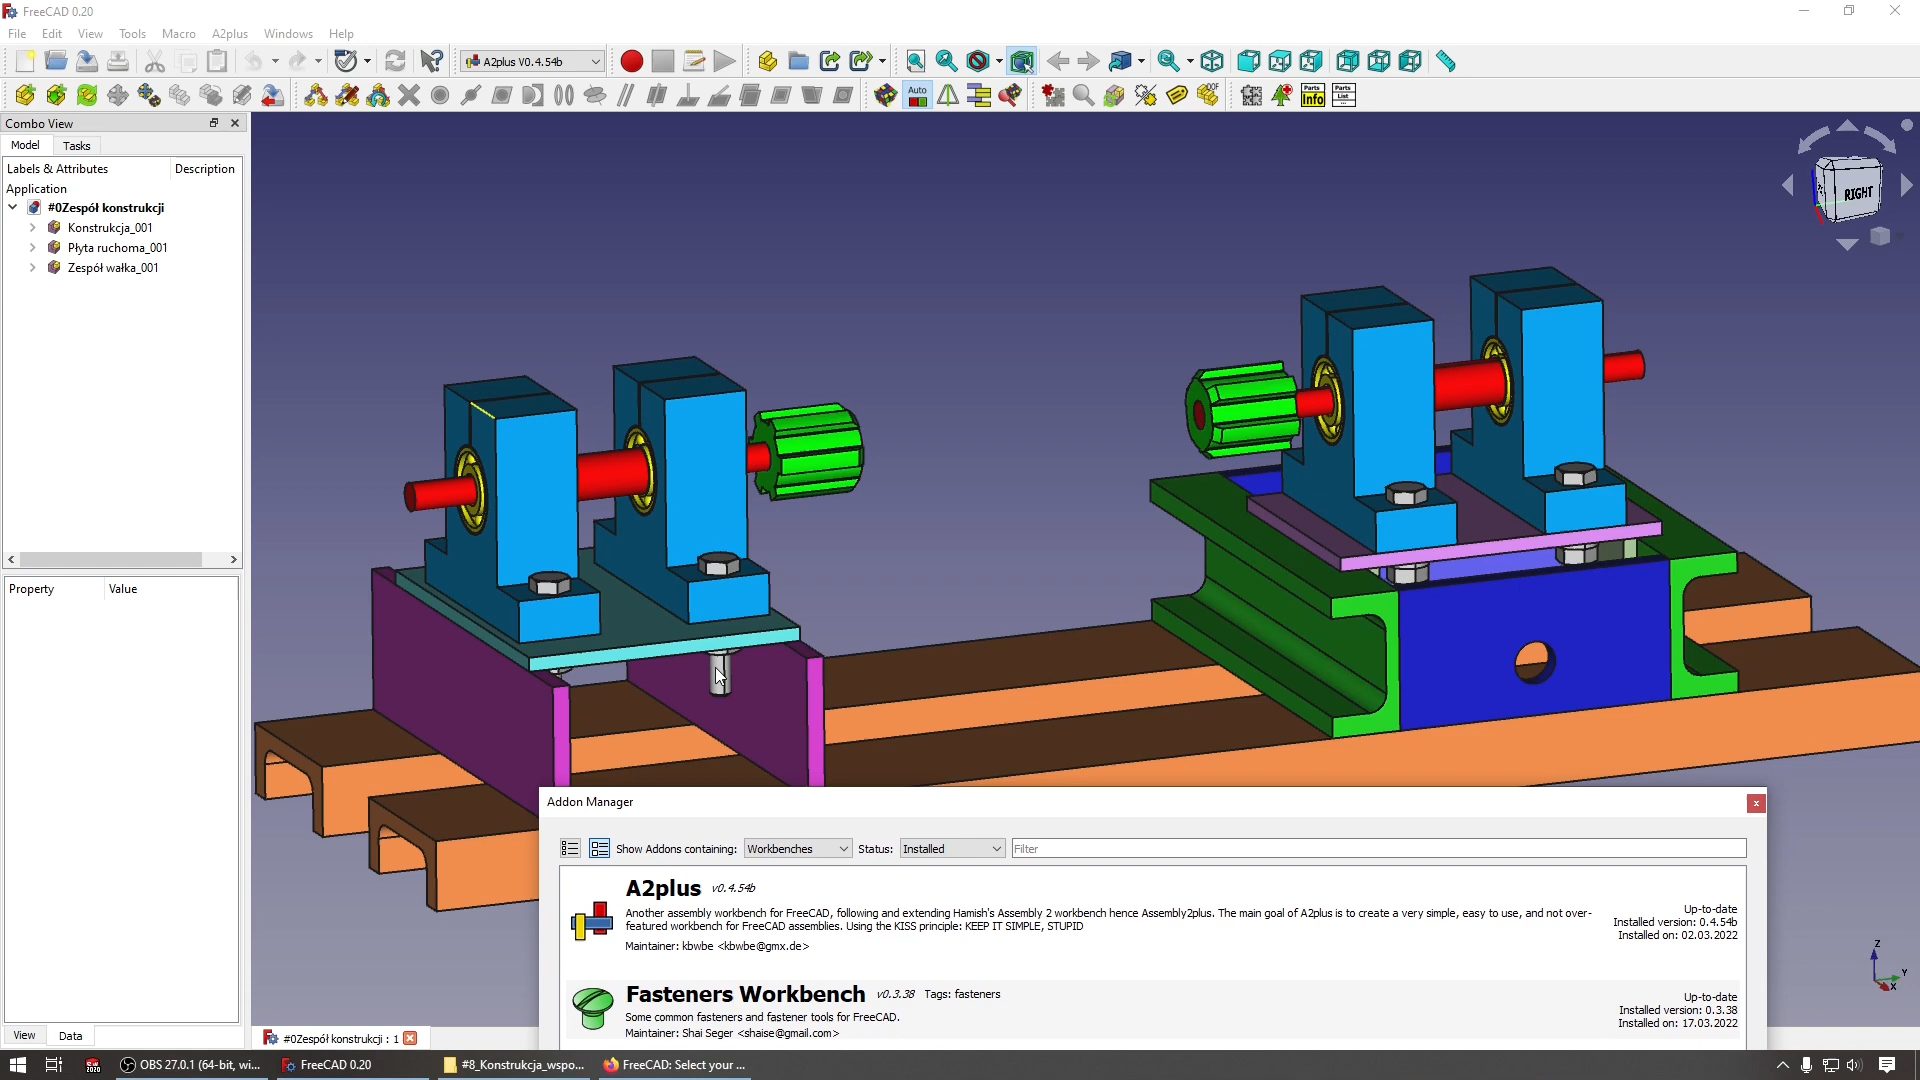 FreeCAD 0.20
File Edit View Tools Macro A2plus Windows Help
A2plus V0.4.54b
Auto
DOF
Parts Info
Parts List
Combo View
Model Tasks
Labels & Attributes Description
Application
#0Zespół konstrukcji
Konstrukcja_001
Płyta ruchoma_001
Zespół wałka_001
Property Value
View Data
RIGHT
Z
Y
X
#0Zespół konstrukcji : 1
Addon Manager
Show Addons containing: Workbenches Status: Installed Filter
A2plus v0.4.54b
Another assembly workbench for FreeCAD, following and extending Hamish's Assembly 2 workbench hence Assembly2plus. The main goal of A2plus is to create a very simple, easy to use, and not over-
featured workbench for FreeCAD assemblies. Using the KISS principle: KEEP IT SIMPLE, STUPID
Maintainer: kbwbe <kbwbe@gmx.de>
Up-to-date
Installed version: 0.4.54b
Installed on: 02.03.2022
Fasteners Workbench v0.3.38 Tags: fasteners
Some common fasteners and fastener tools for FreeCAD.
Maintainer: Shai Seger <shaise@gmail.com>
Up-to-date
Installed version: 0.3.38
Installed on: 17.03.2022
OBS 27.0.1 (64-bit, wi... FreeCAD 0.20 #8_Konstrukcja_wspo... FreeCAD: Select your ...